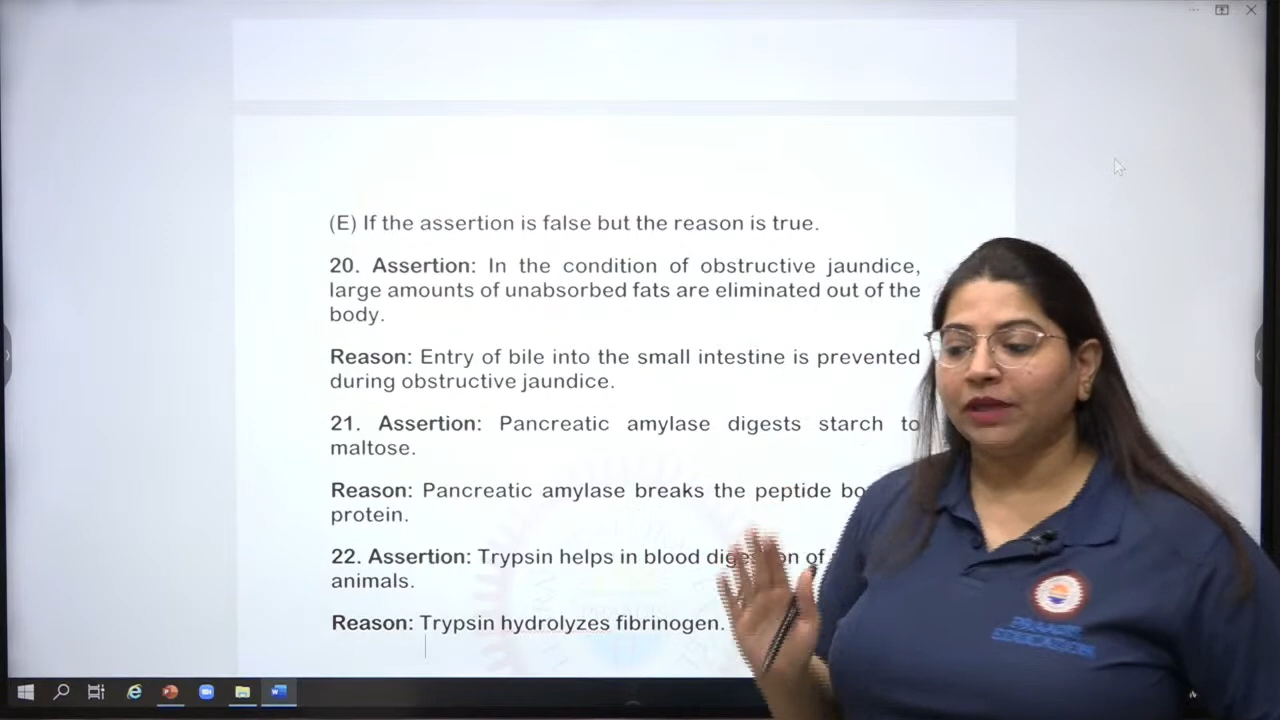 (E) If the assertion is false but the reason is true.
20. Assertion: In the condition of obstructive jaundice,
large amounts of unabsorbed fats are eliminated out of the
body.
Reason: Entry of bile into the small intestine is prevented
during obstructive jaundice.
21. Assertion: Pancreatic amylase digests starch to
maltose.
Reason: Pancreatic amylase breaks the peptide
protein.
22. Assertion: Trypsin helps in blood of
animals.
Reason: Trypsin hydrolyzes fibrinogen.
EDUCATION